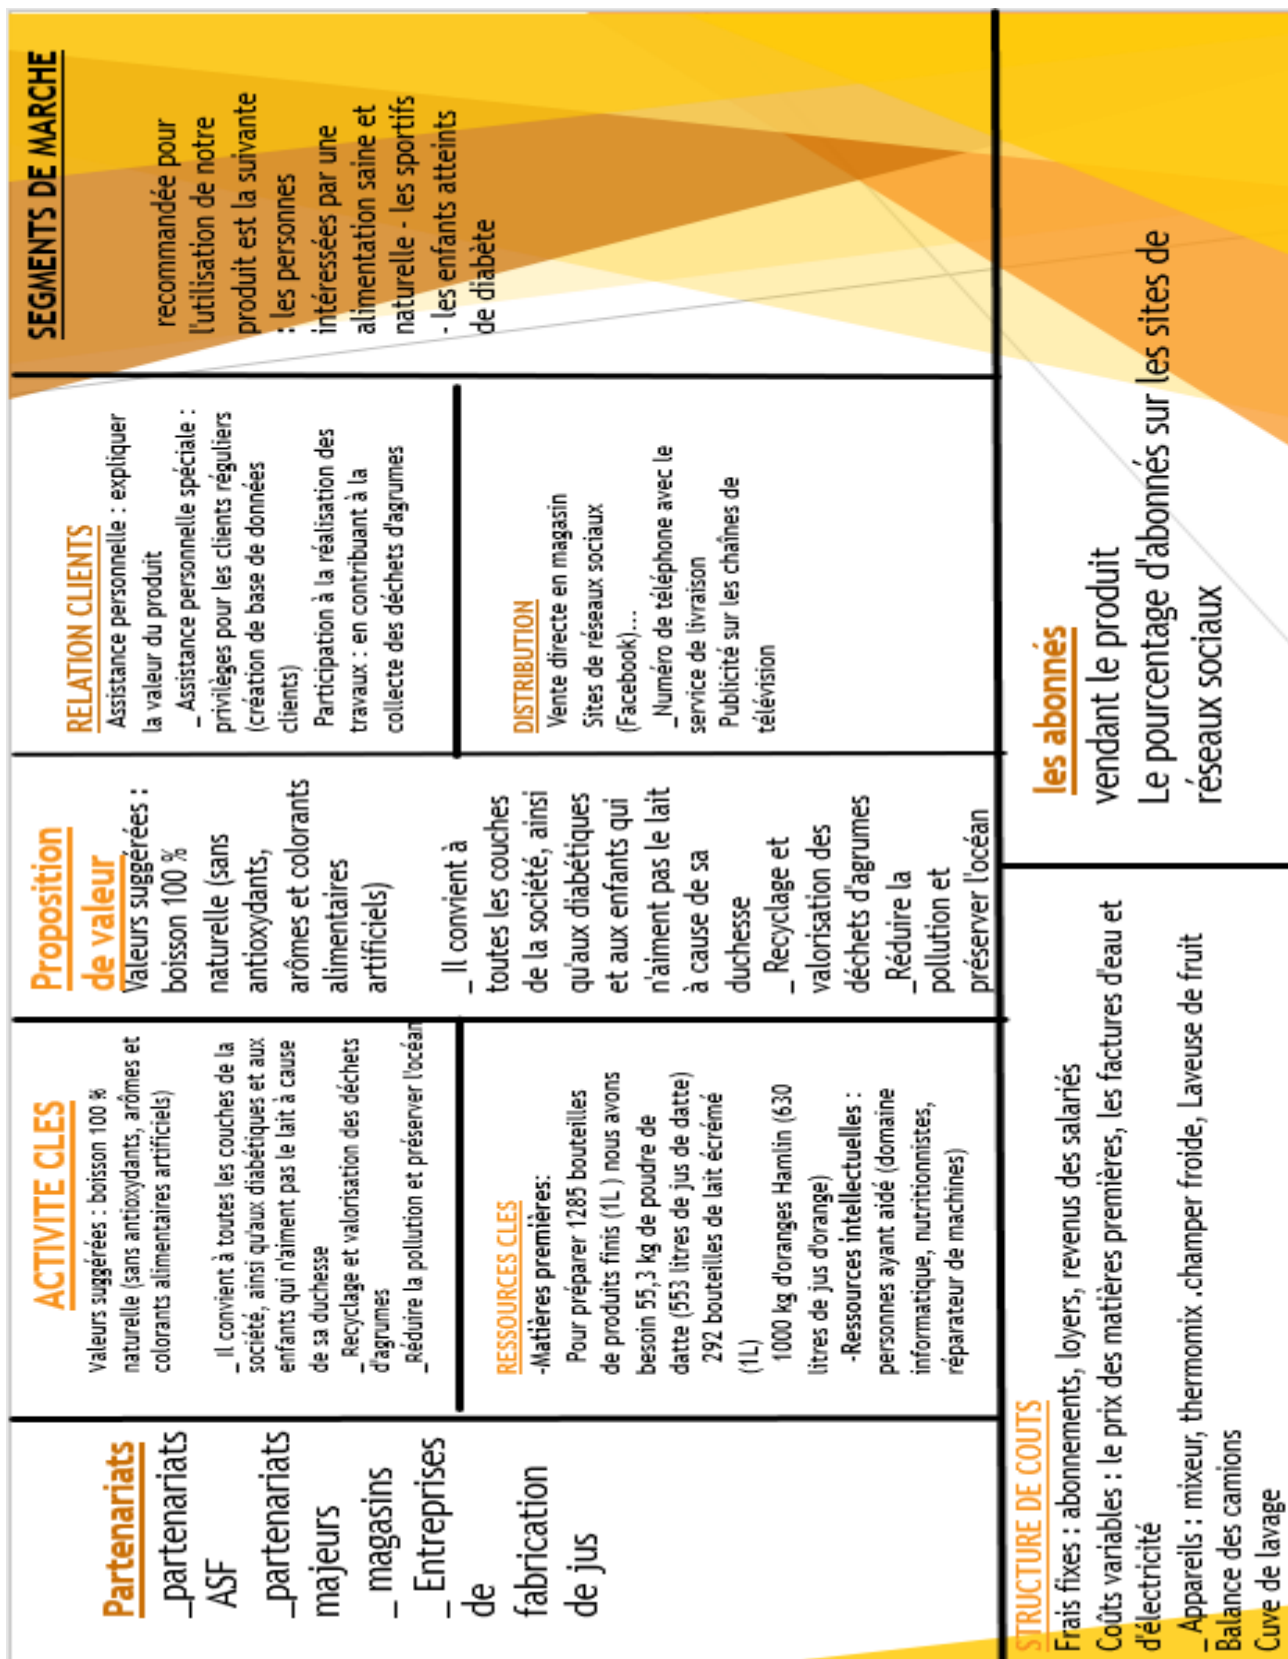 Partenariats
_partenariats
ASF
_partenariats
majeurs
_ magasins
_ Entreprises
de
fabrication
de jus
ACTIVITE CLES
Valeurs suggérées : boisson 100 %
naturelle (sans antioxydants, arômes et
colorants alimentaires artificiels)
_ Il convient à toutes les couches de la
société, ainsi qu'aux diabétiques et aux
enfants qui n'aiment pas le lait à cause
de sa duchesse
_ Recyclage et valorisation des déchets
d'agrumes
_Réduire la pollution et préserver l'océan
RESSOURCES CLES
-Matières premières:
Pour préparer 1285 bouteilles
de produits finis (1L ) nous avons
besoin 55,3 kg de poudre de
datte (553 litres de jus de datte)
292 bouteilles de lait écrémé
(1L)
1000 kg d'oranges Hamlin (630
litres de jus d'orange)
-Ressources intellectuelles :
personnes ayant aidé (domaine
informatique, nutritionnistes,
réparateur de machines)
Proposition
de valeur
Valeurs suggérées :
boisson 100 %
naturelle (sans
antioxydants,
arômes et colorants
alimentaires
artificiels)
_ Il convient à
toutes les couches
de la société, ainsi
qu'aux diabétiques
et aux enfants qui
n'aiment pas le lait
à cause de sa
duchesse
_ Recyclage et
valorisation des
déchets d'agrumes
_Réduire la
pollution et
préserver l'océan
RELATION CLIENTS
Assistance personnelle : expliquer
la valeur du produit
_ Assistance personnelle spéciale :
privilèges pour les clients réguliers
(création de base de données
clients)
Participation à la réalisation des
travaux : en contribuant à la
collecte des déchets d'agrumes
DISTRIBUTION
Vente directe en magasin
Sites de réseaux sociaux
(Facebook)...
_Numéro de téléphone avec le
service de livraison
Publicité sur les chaînes de
télévision
SEGMENTS DE MARCHE
recommandée pour
l'utilisation de notre
produit est la suivante
: les personnes
intéressées par une
alimentation saine et
naturelle - les sportifs
- les enfants atteints
de diabète
STRUCTURE DE COUTS
Frais fixes : abonnements, loyers, revenus des salariés
Coûts variables : le prix des matières premières, les factures d'eau et
d'électricité
_ Appareils : mixeur, thermomix .champer froide, Laveuse de fruit
Balance des camions
Cuve de lavage
les abonnés
vendant le produit
Le pourcentage d'abonnés sur les sites de
réseaux sociaux